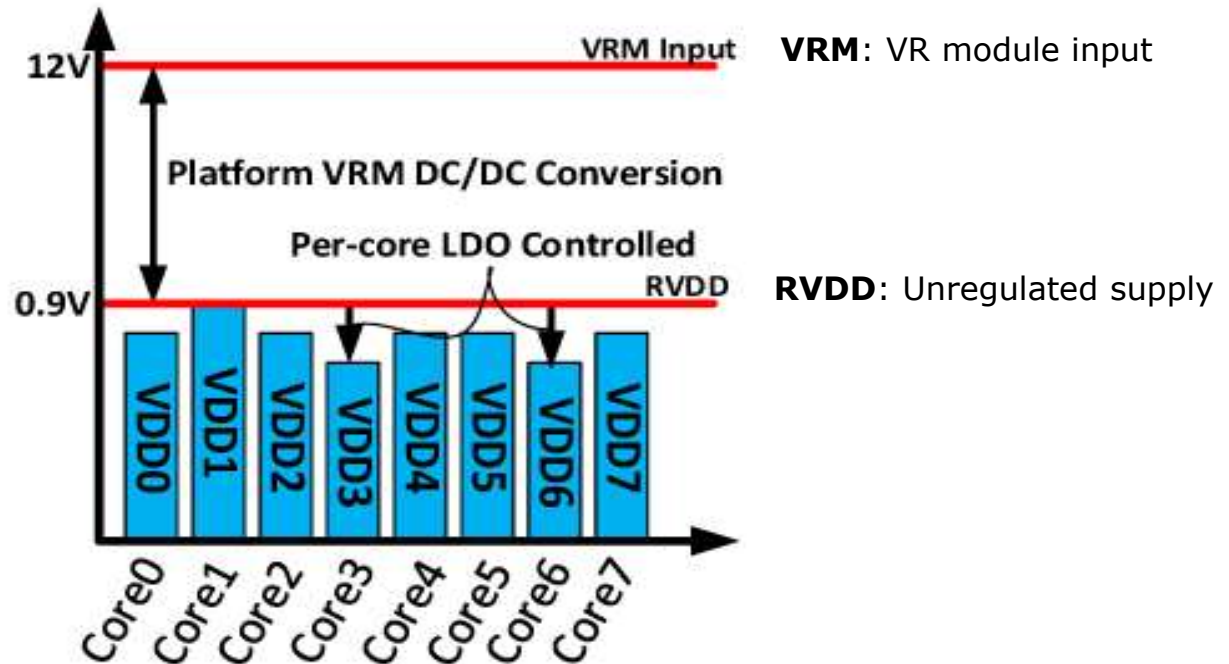 VRM Input
VRM: VR module input
12V
Platform VRM DC/DC Conversion
Per-core LDO Controlled
RVDD
RVDD: Unregulated supply
0.9V
VDD0
VDD1
VDD2
VDD3
VDD4
VDD5
VDD6
VDD7
Core0
Core1
Core2
Core3
Core4
Core5
Core6
Core7